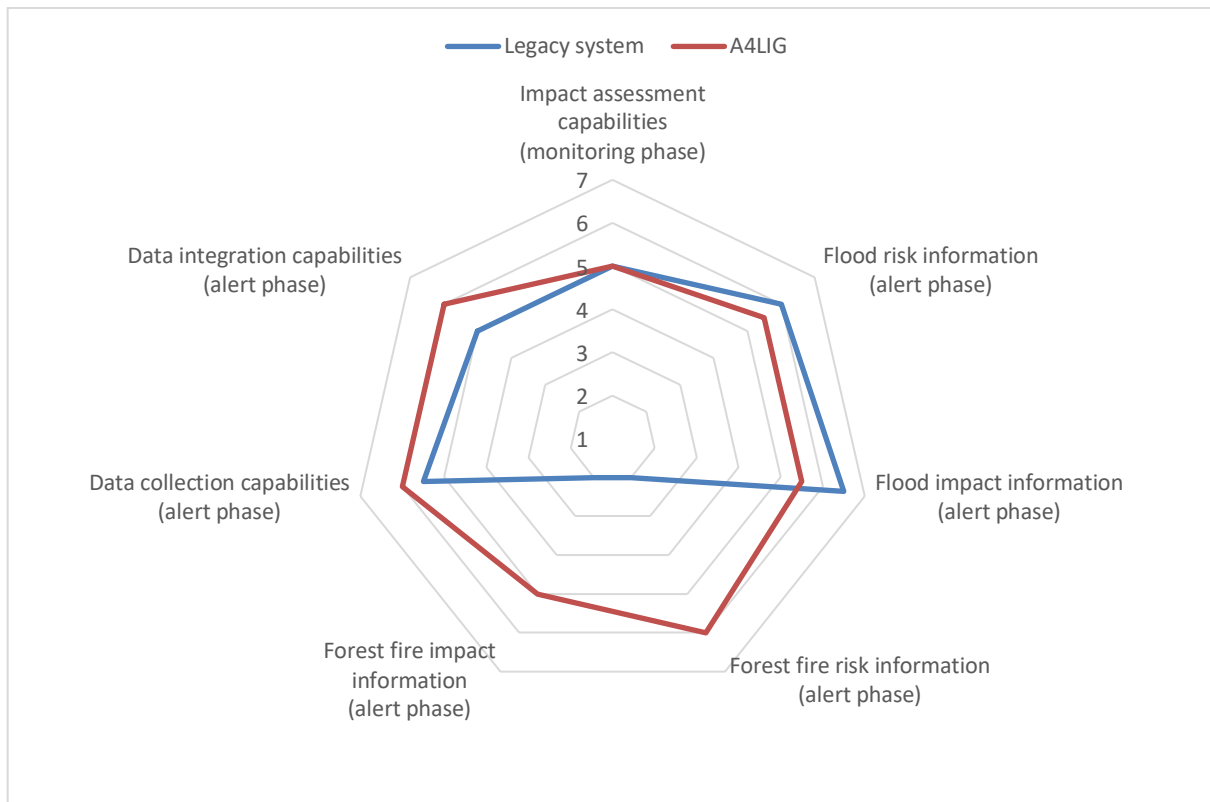 Legacy system
A4LIG
Impact assessment
capabilities
(monitoring phase)
7
6
5
4
3
2
1
Flood risk information
(alert phase)
Flood impact information
(alert phase)
Forest fire risk information
(alert phase)
Forest fire impact
information
(alert phase)
Data collection capabilities
(alert phase)
Data integration capabilities
(alert phase)